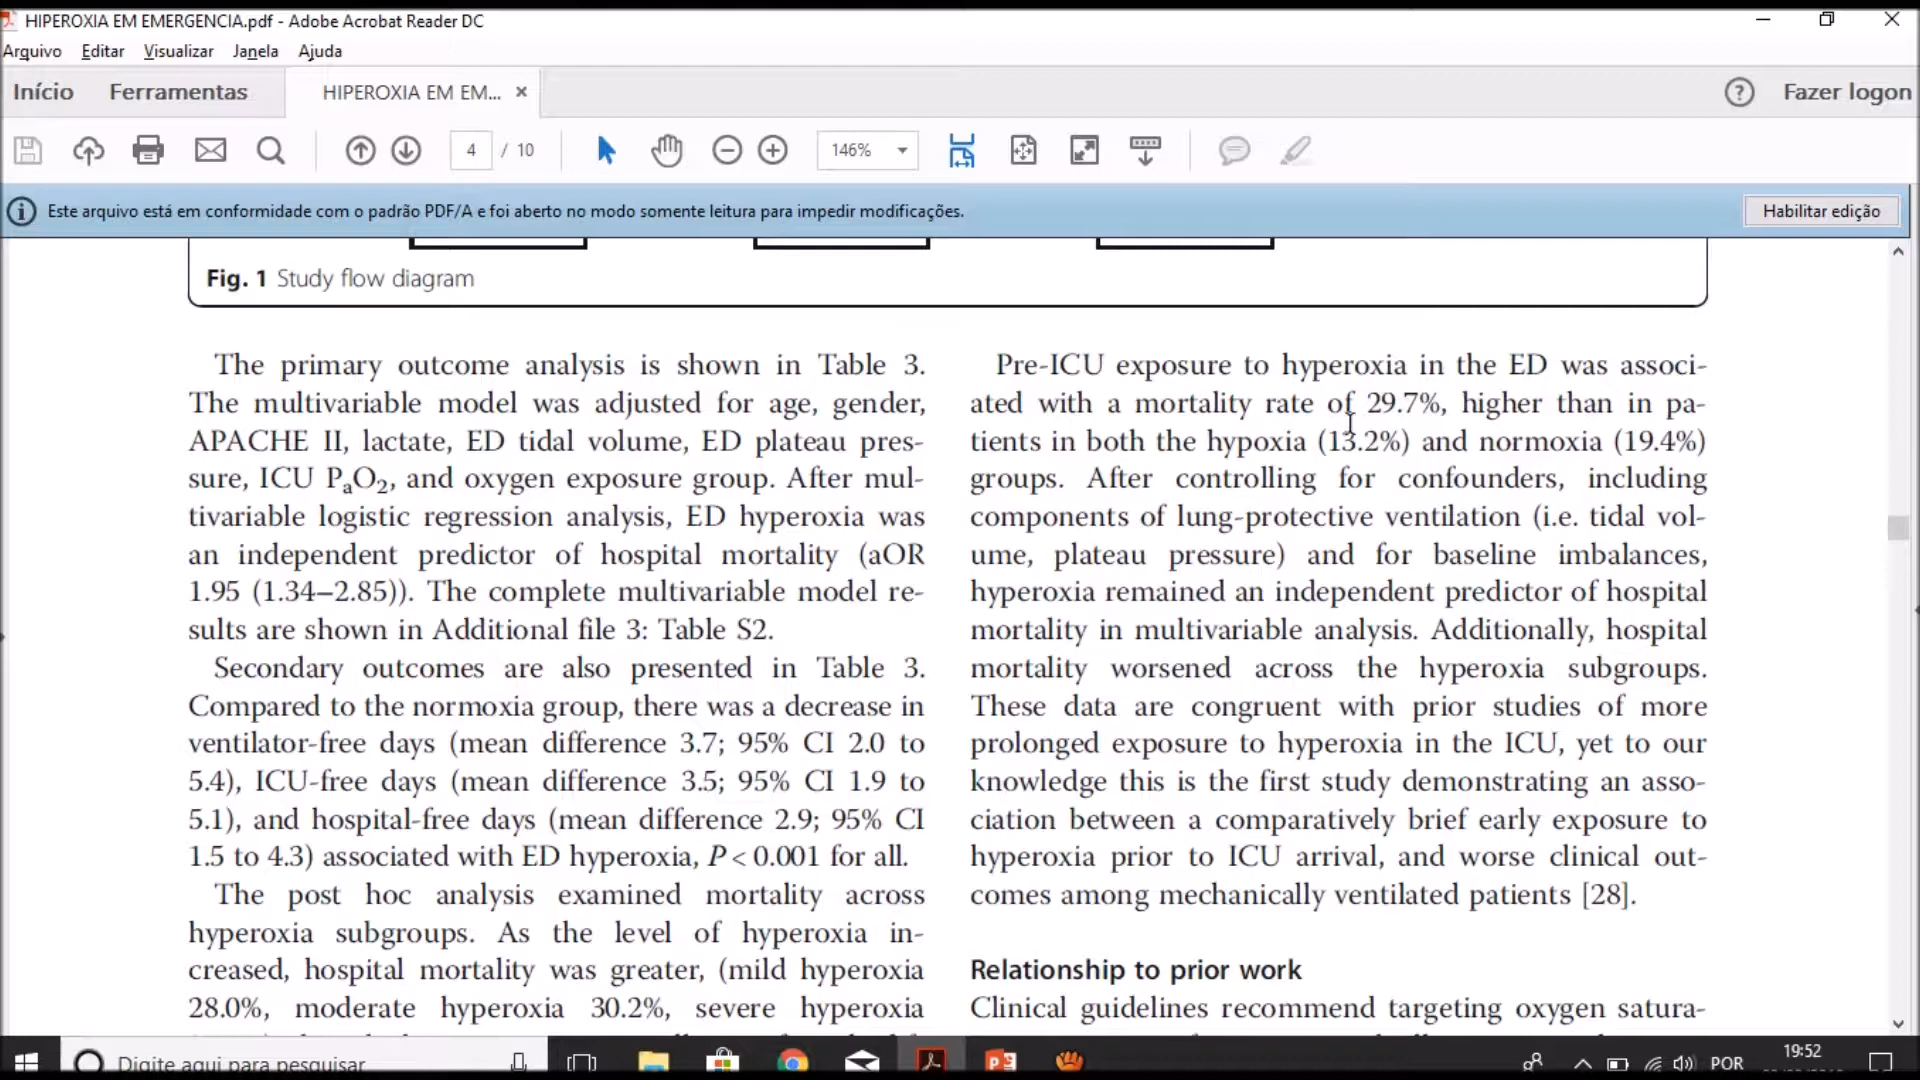 HIPEROXIA EM EMERGENCIA.pdf - Adobe Acrobat Reader DC
Arquivo Editar Visualizar Janela Ajuda
Início Ferramentas HIPEROXIA EM EM... × Fazer logon
4 / 10 146%
Este arquivo está em conformidade com o padrão PDF/A e foi aberto no modo somente leitura para impedir modificações. Habilitar edição
Fig. 1 Study flow diagram
The primary outcome analysis is shown in Table 3.
The multivariable model was adjusted for age, gender,
APACHE II, lactate, ED tidal volume, ED plateau pres-
sure, ICU PaO2, and oxygen exposure group. After mul-
tivariable logistic regression analysis, ED hyperoxia was
an independent predictor of hospital mortality (aOR
1.95 (1.34–2.85)). The complete multivariable model re-
sults are shown in Additional file 3: Table S2.
Secondary outcomes are also presented in Table 3.
Compared to the normoxia group, there was a decrease in
ventilator-free days (mean difference 3.7; 95% CI 2.0 to
5.4), ICU-free days (mean difference 3.5; 95% CI 1.9 to
5.1), and hospital-free days (mean difference 2.9; 95% CI
1.5 to 4.3) associated with ED hyperoxia, P < 0.001 for all.
The post hoc analysis examined mortality across
hyperoxia subgroups. As the level of hyperoxia in-
creased, hospital mortality was greater, (mild hyperoxia
28.0%, moderate hyperoxia 30.2%, severe hyperoxia
Pre-ICU exposure to hyperoxia in the ED was associ-
ated with a mortality rate of 29.7%, higher than in pa-
tients in both the hypoxia (13.2%) and normoxia (19.4%)
groups. After controlling for confounders, including
components of lung-protective ventilation (i.e. tidal vol-
ume, plateau pressure) and for baseline imbalances,
hyperoxia remained an independent predictor of hospital
mortality in multivariable analysis. Additionally, hospital
mortality worsened across the hyperoxia subgroups.
These data are congruent with prior studies of more
prolonged exposure to hyperoxia in the ICU, yet to our
knowledge this is the first study demonstrating an asso-
ciation between a comparatively brief early exposure to
hyperoxia prior to ICU arrival, and worse clinical out-
comes among mechanically ventilated patients [28].
Relationship to prior work
Clinical guidelines recommend targeting oxygen satura-
Digite aqui para pesquisar POR 19:52